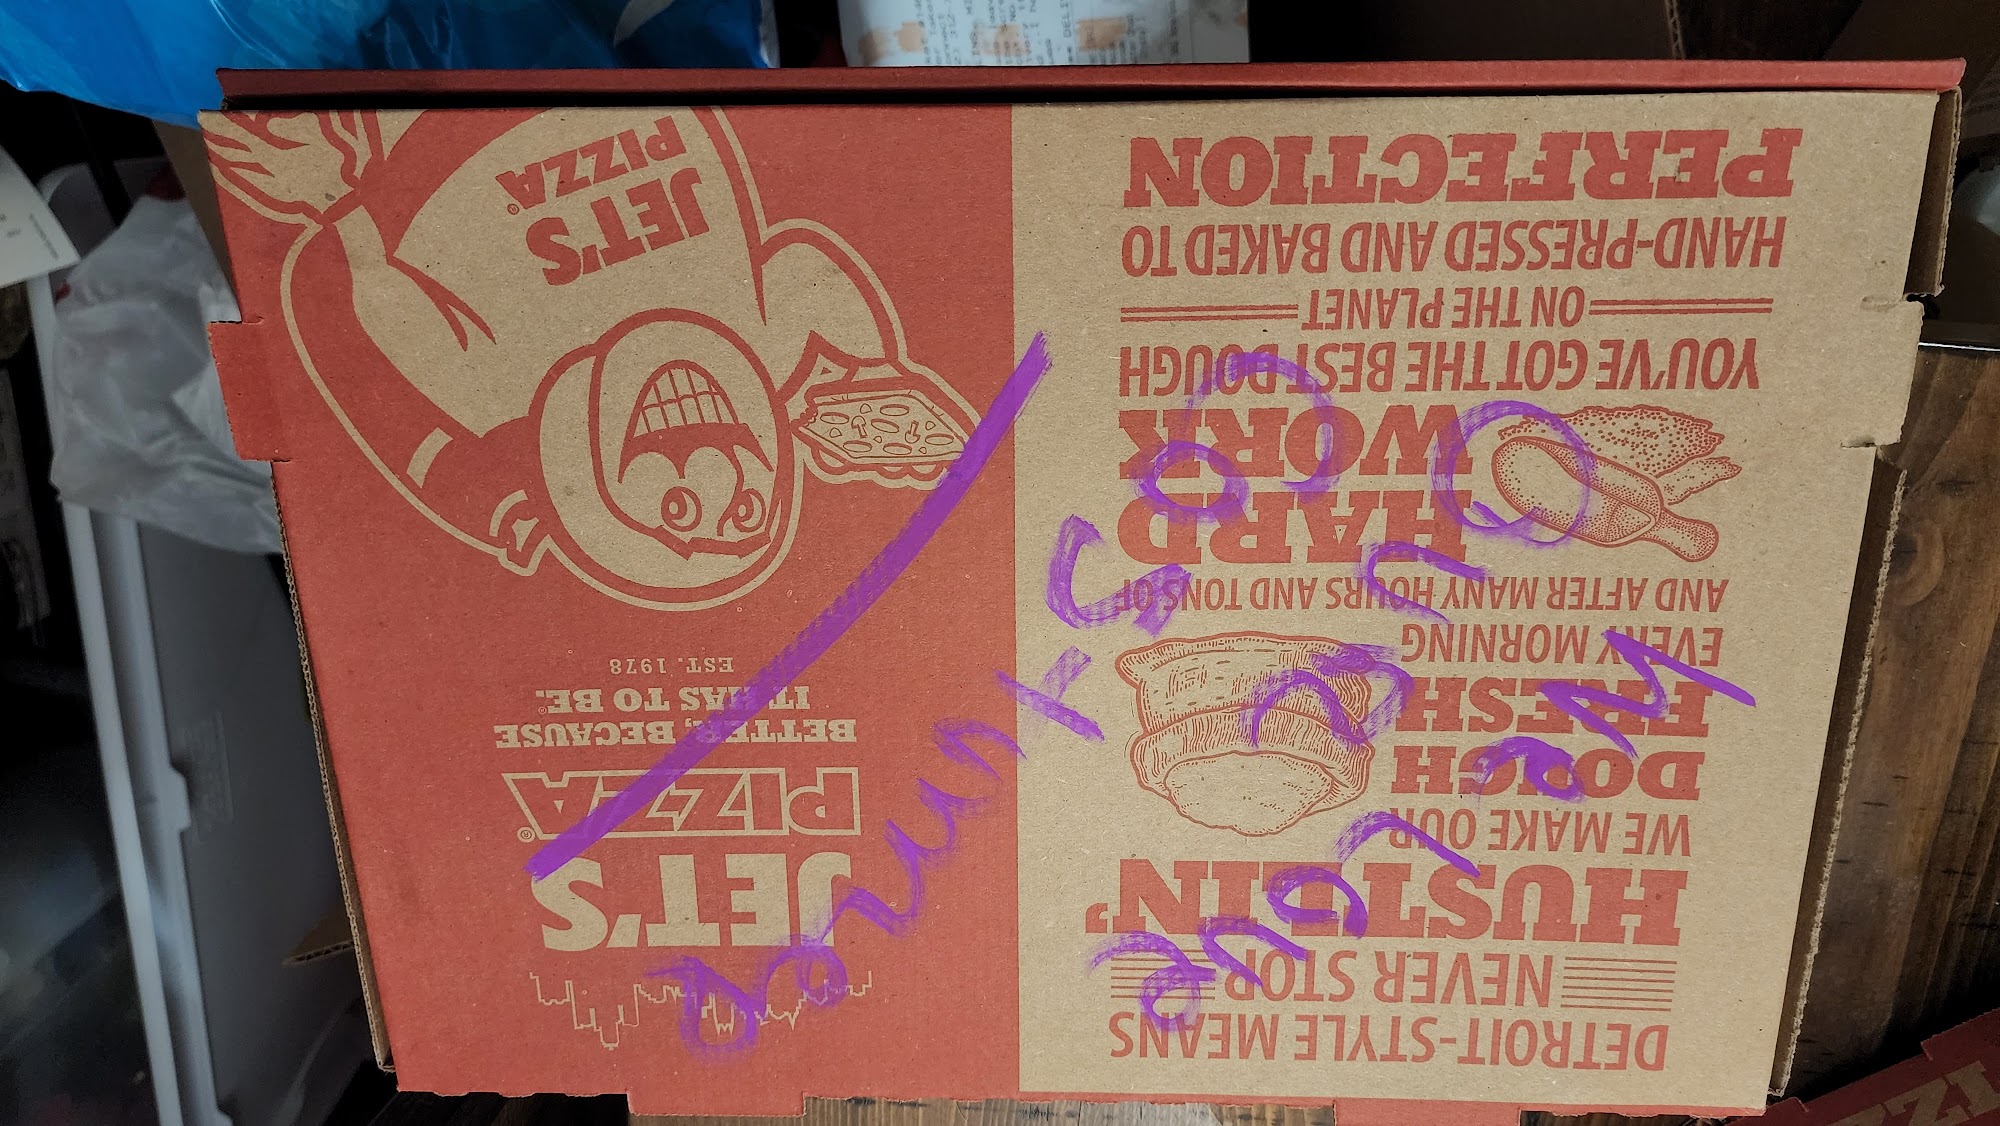 DETROIT-STYLE MEANS
NEVER STOP
HUSTLIN'
WE MAKE OUR
DOUGH
FRESH
EVERY MORNING
AND AFTER MANY HOURS AND TONS OF
HARD
WORK
YOU'VE GOT THE BEST DOUGH
ON THE PLANET
HAND-PRESSED AND BAKED TO
PERFECTION
JET'S
PIZZA®
BETTER, BECAUSE
IT HAS TO BE.®
EST. 1978
JET'S
PIZZA®